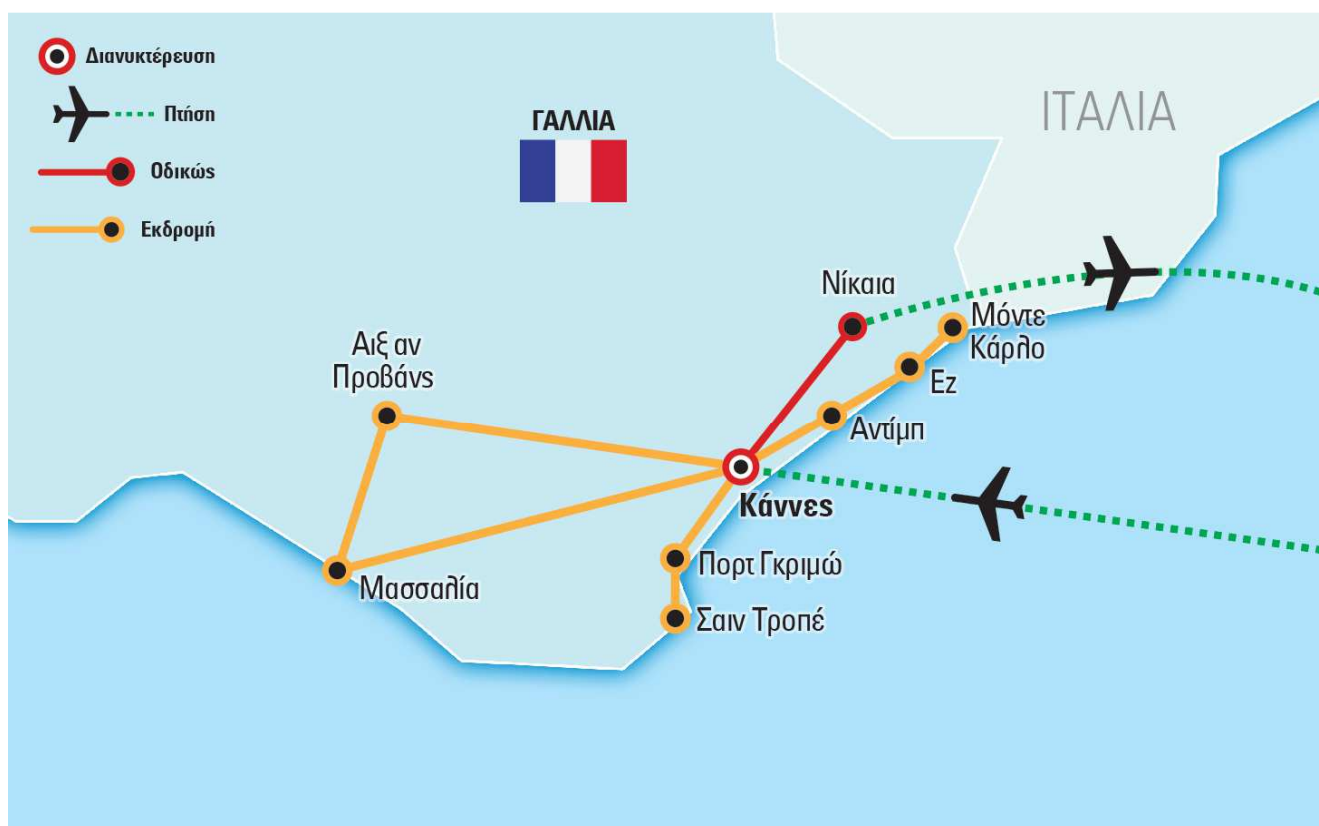 Διανυκτέρευση
Πτήση
Οδικώς
Εκδρομή
ΓΑΛΛΙΑ
ΙΤΑΛΙΑ
Νίκαια
Μόντε
Κάρλο
Αιξ αν
Προβάνς
Εζ
Αντίμπ
Κάννες
Πορτ Γκριμώ
Μασσαλία
Σαιν Τροπέ